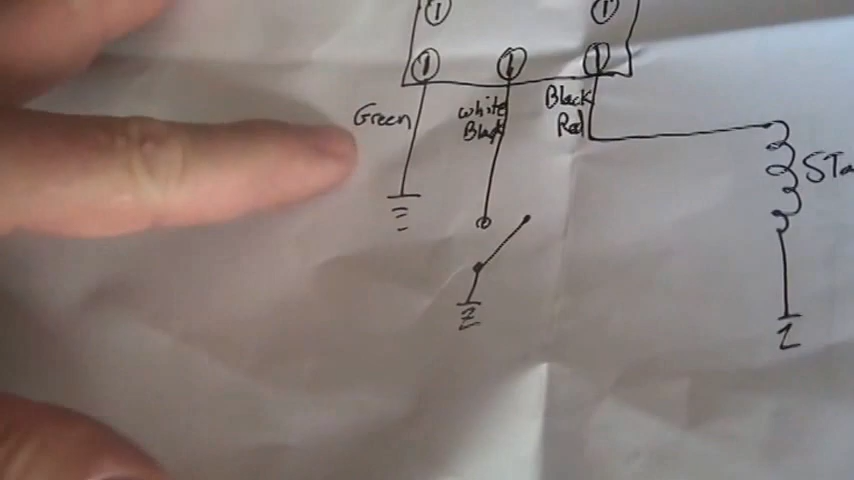 Green
White
Black
Black
Red
STa